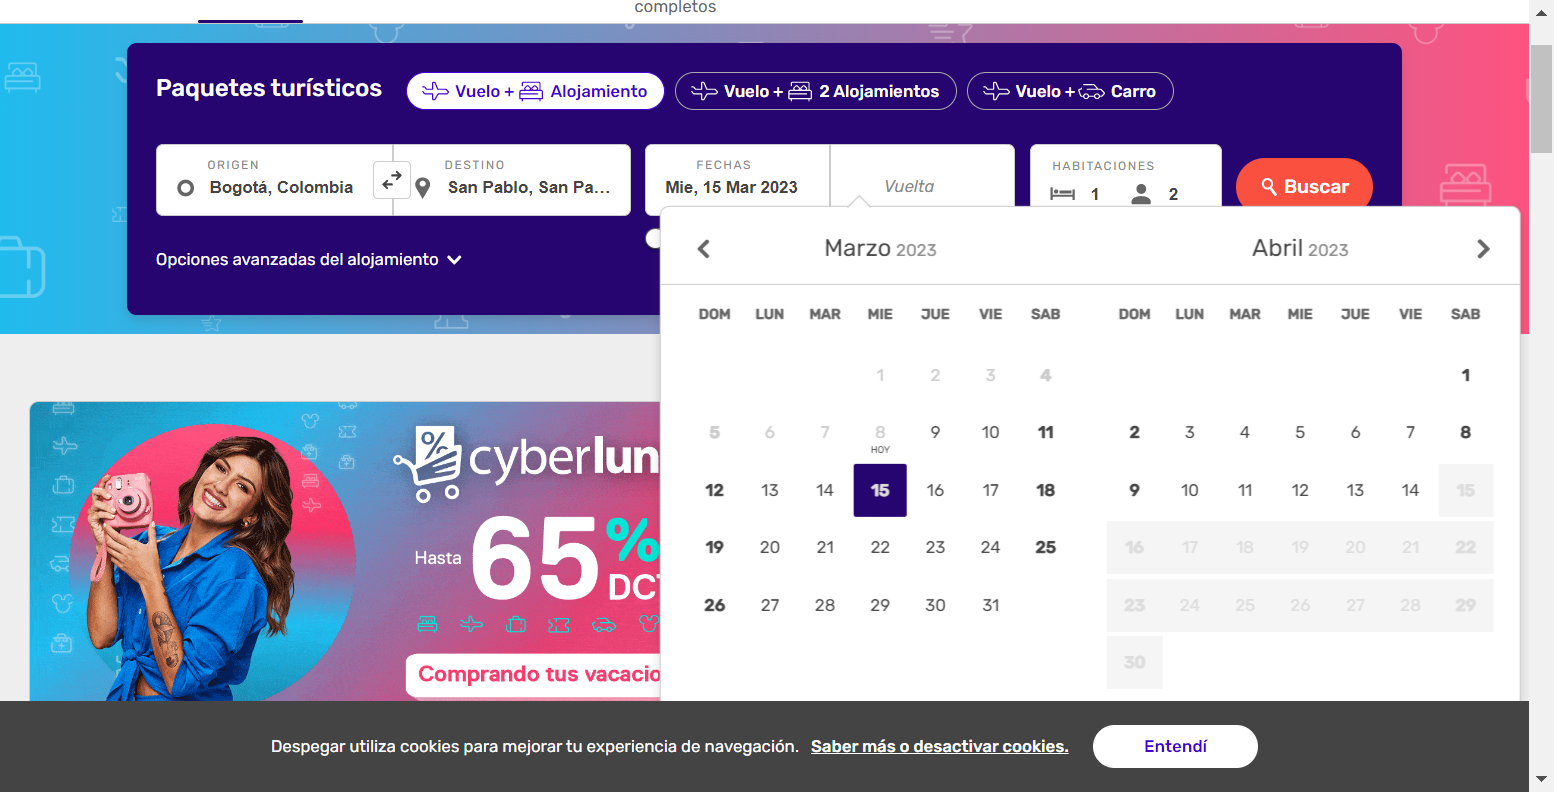 completos
Paquetes turísticos
Vuelo + Alojamiento
Vuelo + 2 Alojamientos
Vuelo + Carro
ORIGEN
Bogotá, Colombia
DESTINO
San Pablo, San Pa...
FECHAS
Mie, 15 Mar 2023
Vuelta
HABITACIONES
1 2
Buscar
Opciones avanzadas del alojamiento
Marzo 2023
DOM LUN MAR MIE JUE VIE SAB
1 2 3 4
5 6 7 8 9 10 11
HOY
12 13 14 15 16 17 18
19 20 21 22 23 24 25
26 27 28 29 30 31
Abril 2023
DOM LUN MAR MIE JUE VIE SAB
1
2 3 4 5 6 7 8
9 10 11 12 13 14 15
16 17 18 19 20 21 22
23 24 25 26 27 28 29
30
% cyberlun
Hasta 65%
DCT
Comprando tus vacacio
Despegar utiliza cookies para mejorar tu experiencia de navegación. Saber más o desactivar cookies.
Entendí